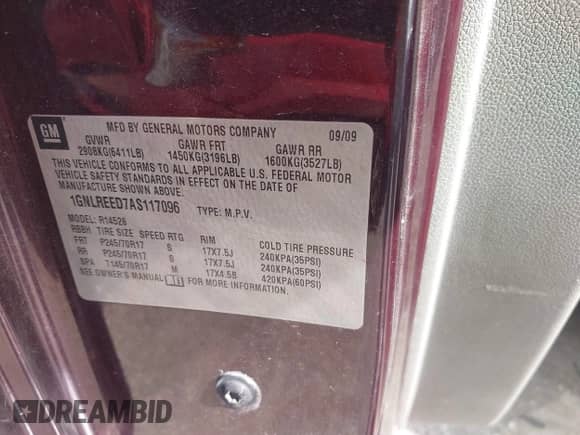 GM
MFD BY GENERAL MOTORS COMPANY 09/09
GVWR GAWR FRT GAWR RR
2908KG(6411LB) 1450KG(3196LB) 1600KG(3527LB)
THIS VEHICLE CONFORMS TO ALL APPLICABLE U.S. FEDERAL MOTOR
VEHICLE SAFETY STANDARDS IN EFFECT ON THE DATE OF
MANUFACTURE SHOWN ABOVE.
1GNLREED7AS117096 TYPE: M.P.V.
MODEL: R14526
RBBH TIRE SIZE SPEED RTG RIM COLD TIRE PRESSURE
FRT P245/70R17 S 17X7.5J 240KPA(35PSI)
RR P245/70R17 S 17X7.5J 240KPA(35PSI)
SPA T145/70R17 M 17X4.5B 420KPA(60PSI)
SEE OWNER'S MANUAL FOR MORE INFORMATION.
DREAMBID